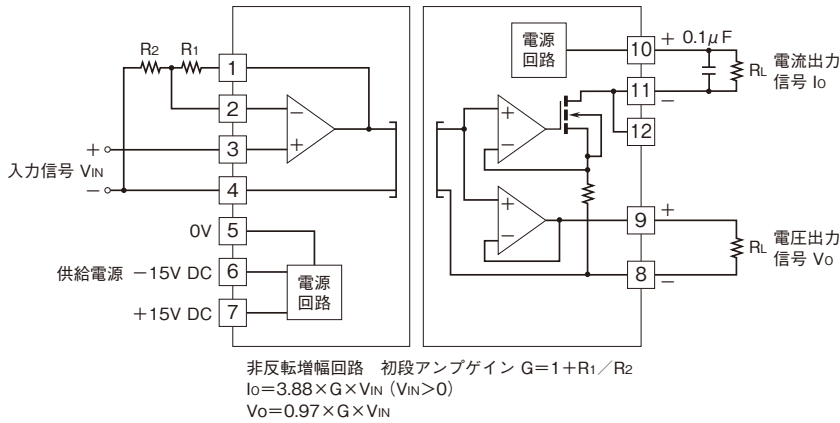 R2
R1
1
2
3
4
5
6
7
+
−
入力信号 VIN
−
+
0V
供給電源 −15V DC
+15V DC
電源
回路
電源
回路
10
11
12
9
8
+ 0.1μF
−
RL
電流出力
信号 IO
+
−
+
−
+
−
RL
電圧出力
信号 VO
非反転増幅回路 初段アンプゲイン G=1+R1/R2
IO=3.88×G×VIN (VIN>0)
VO=0.97×G×VIN